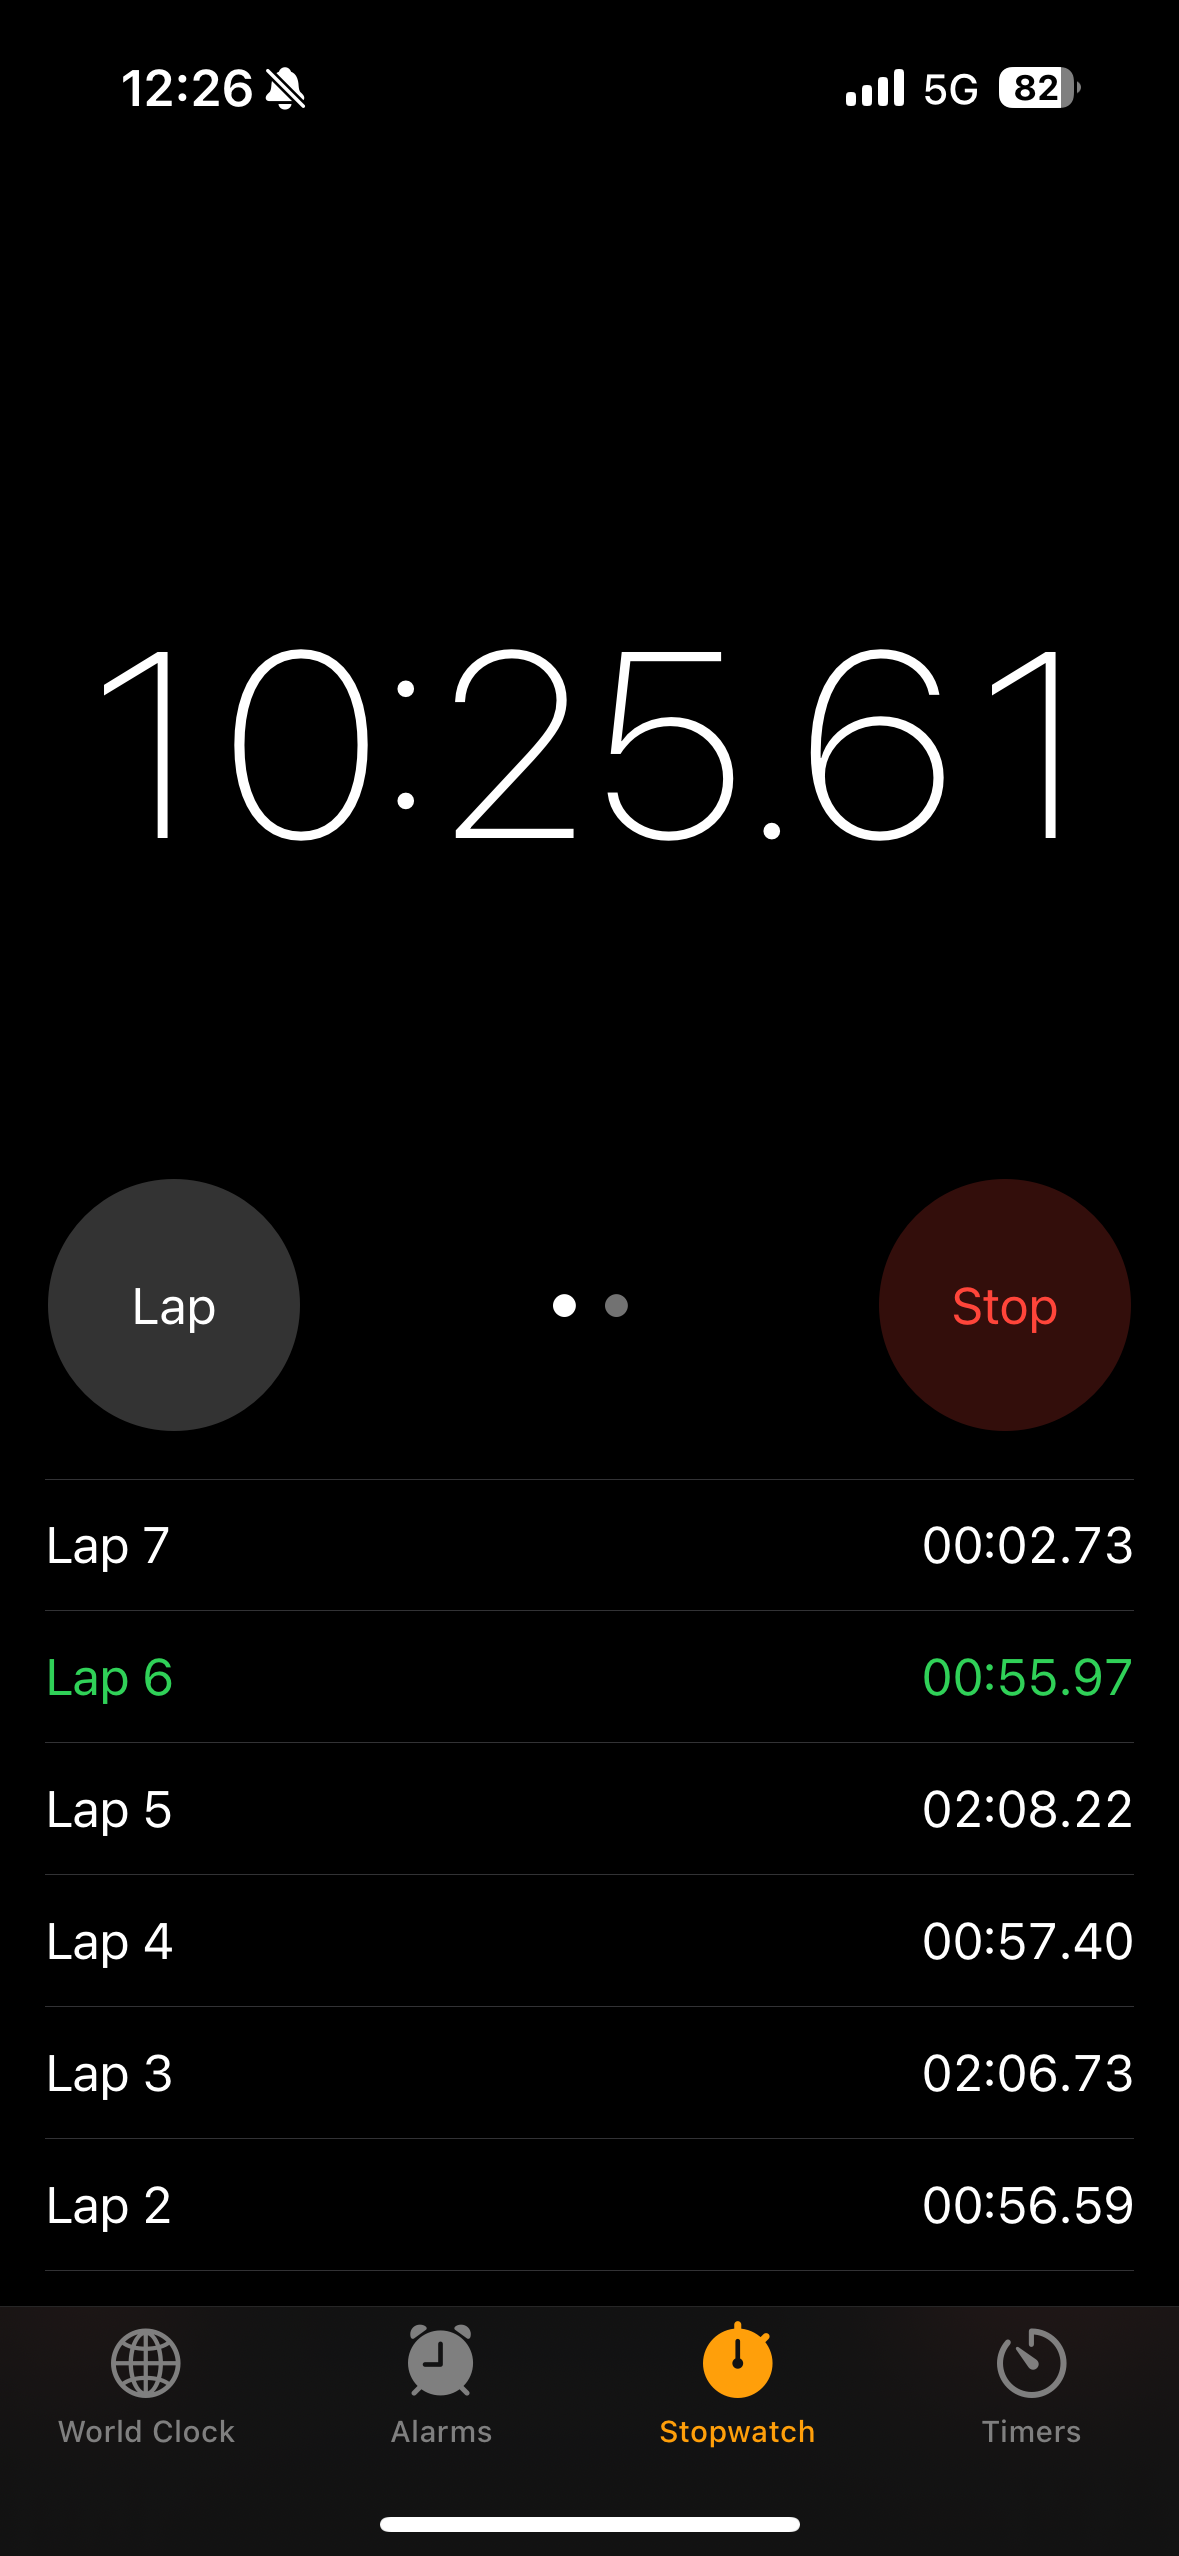 12:26 5G 82
10:25.61
Lap Stop
Lap 7 00:02.73
Lap 6 00:55.97
Lap 5 02:08.22
Lap 4 00:57.40
Lap 3 02:06.73
Lap 2 00:56.59
World Clock Alarms Stopwatch Timers